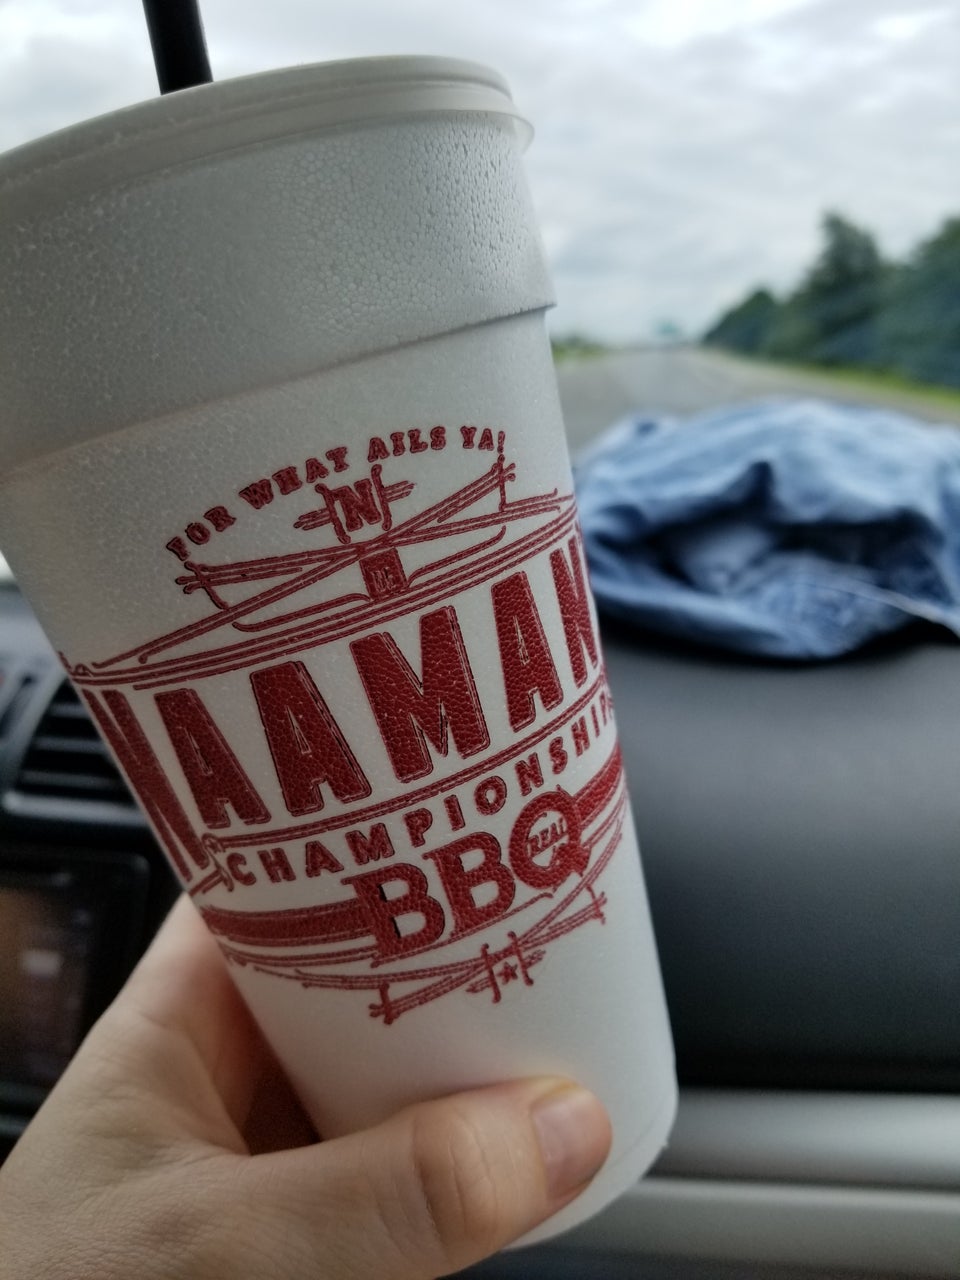 FOR WHAT AILS YA!
N
NAAMAN'S
CHAMPIONSHIP
BBQ
REAL